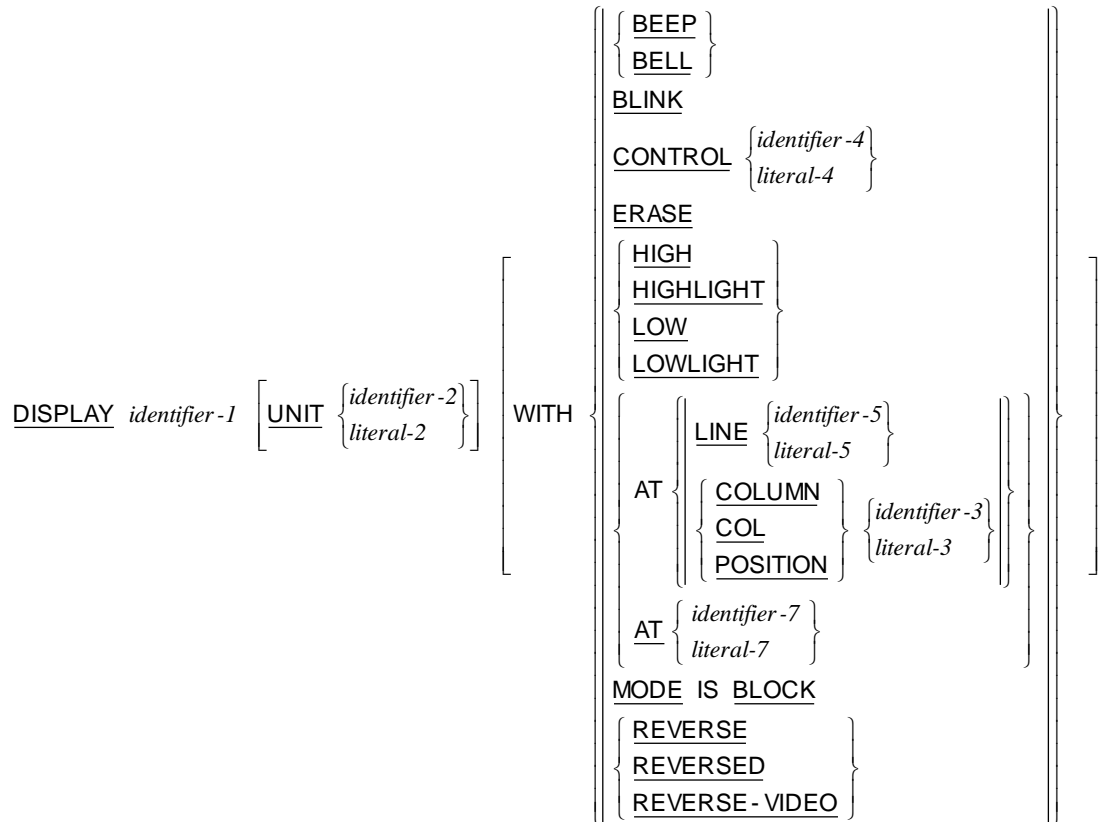 BEEP
BELL
BLINK
CONTROL identifier-4
literal-4
ERASE
HIGH
HIGHLIGHT
LOW
LOWLIGHT
DISPLAY identifier-1 UNIT identifier-2
literal-2
WITH
AT LINE identifier-5
literal-5
COLUMN
COL
POSITION
identifier-3
literal-3
AT identifier-7
literal-7
MODE IS BLOCK
REVERSE
REVERSED
REVERSE-VIDEO